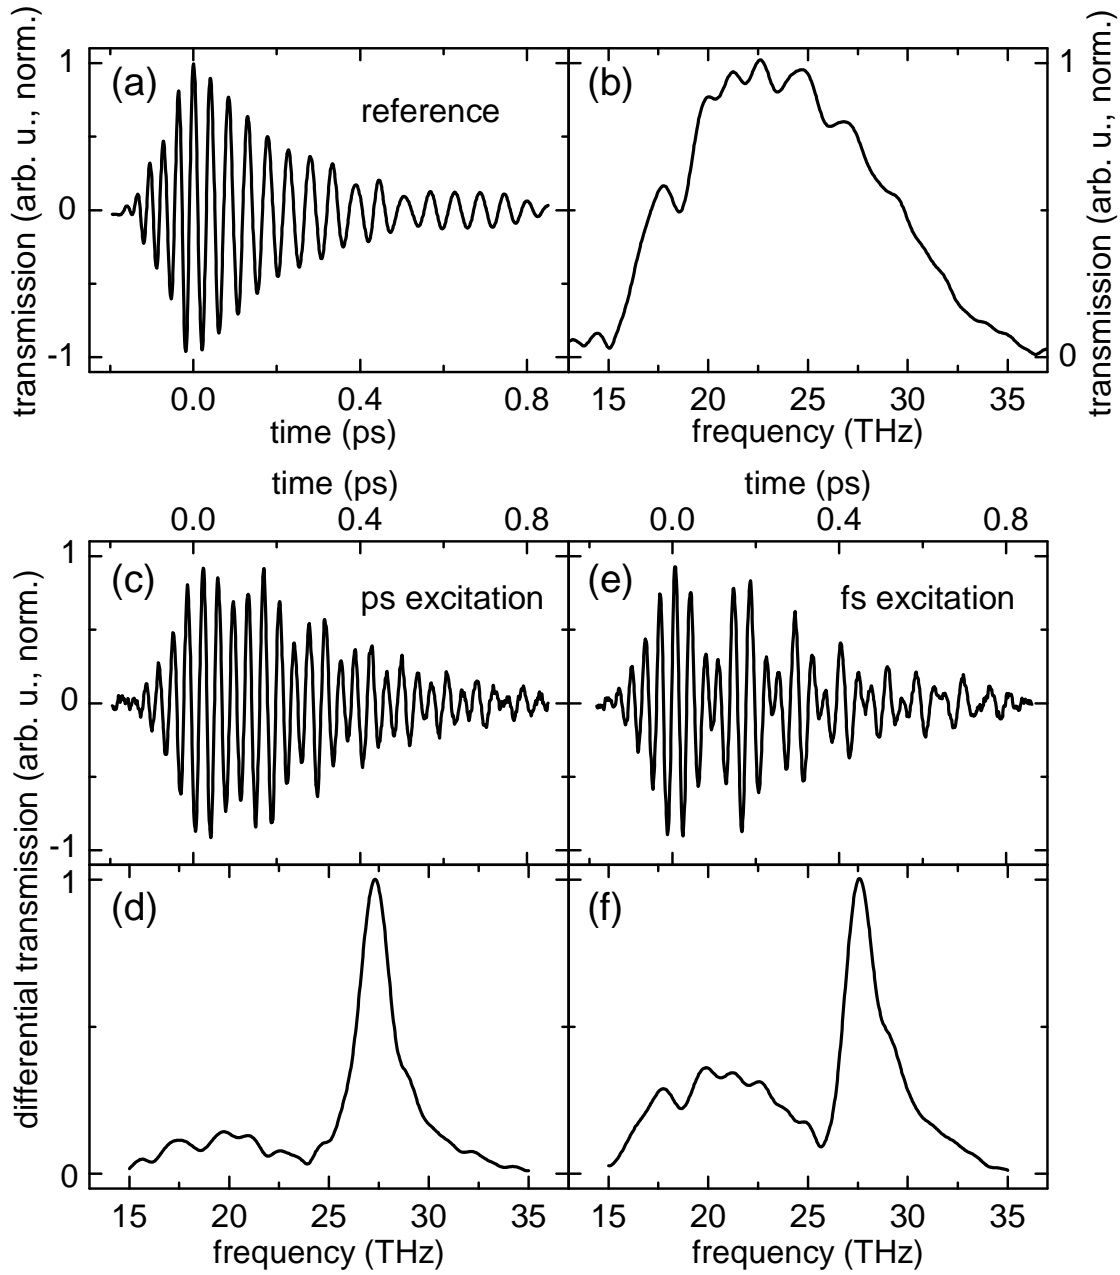 (a)
reference
transmission (arb. u., norm.)
1
0
-1
0.0
0.4
0.8
time (ps)
(b)
transmission (arb. u., norm.)
1
0
15
20
25
30
35
frequency (THz)
time (ps)
0.0
0.4
0.8
(c)
ps excitation
1
0
-1
time (ps)
0.0
0.4
0.8
(e)
fs excitation
differential transmission (arb. u., norm.)
(d)
1
0
15
20
25
30
35
frequency (THz)
(f)
15
20
25
30
35
frequency (THz)